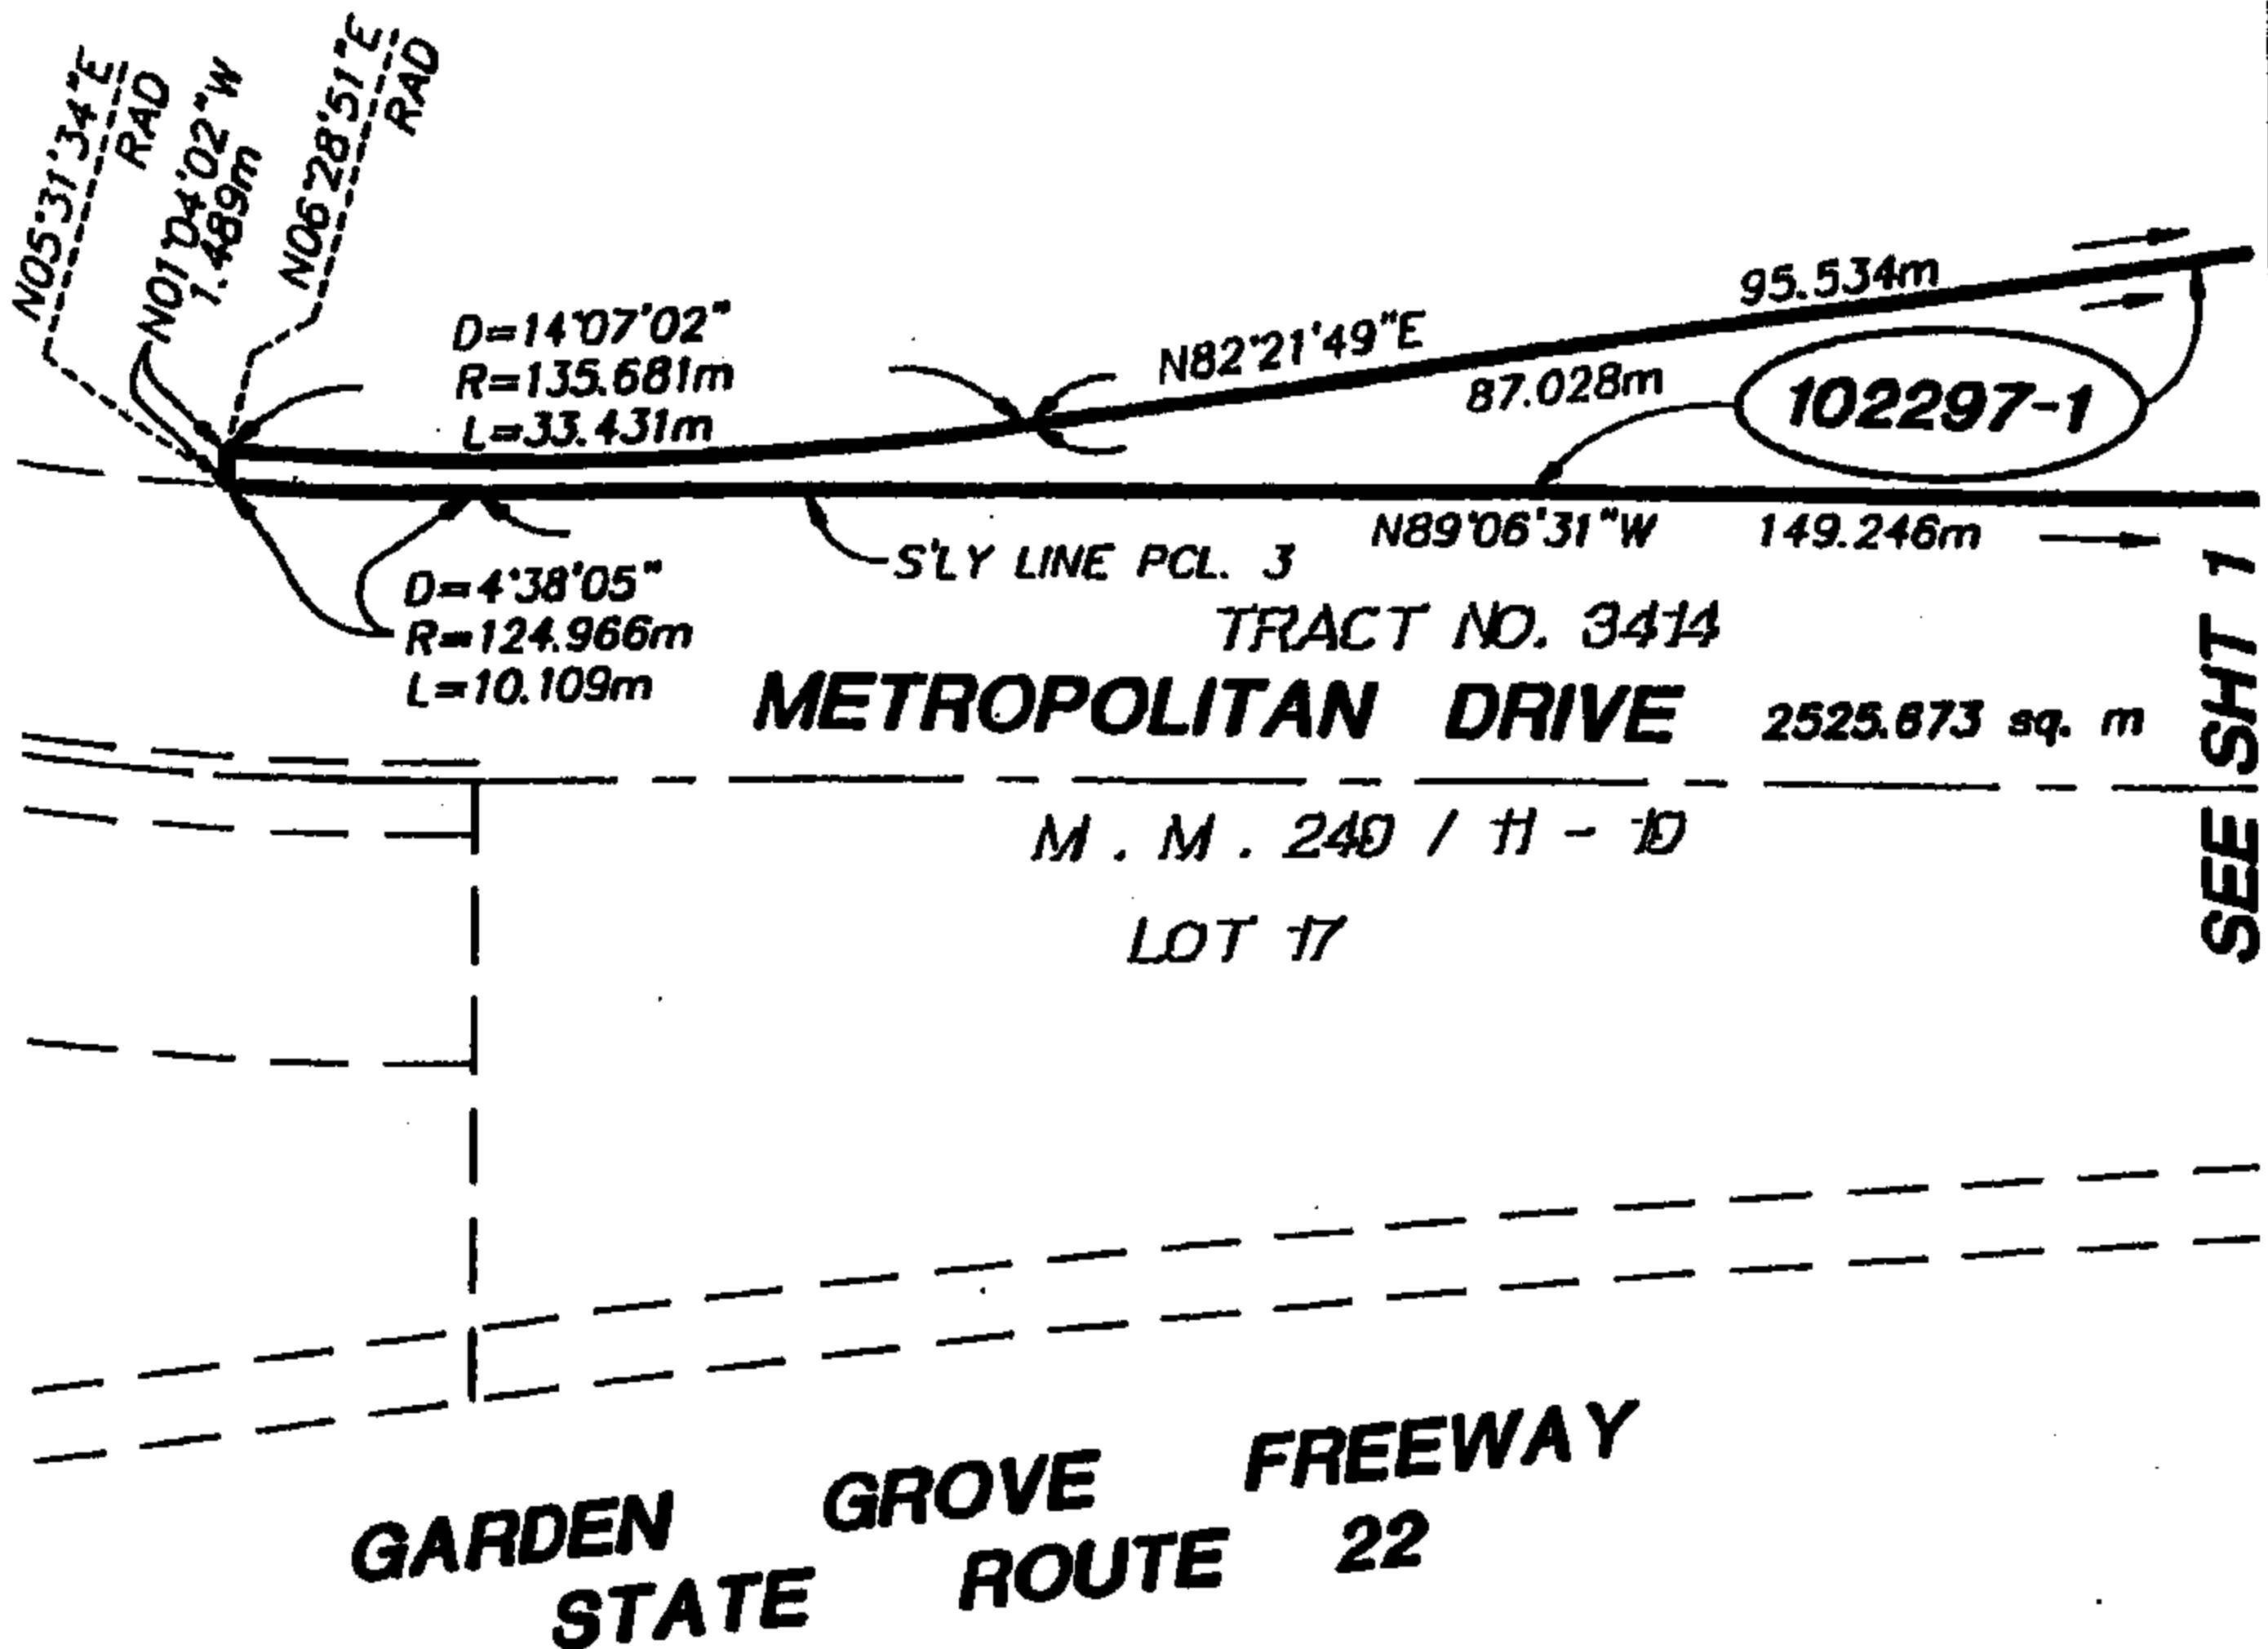 N05°31'34"E
RAD
N01°04'02"W
1.489m
N06°28'51"E
RAD
D=14°07'02"
R=135.681m
L=33.431m
N82°21'49"E
95.534m
87.028m
102297-1
N89°06'31"W 149.246m
S'LY LINE PCL. 3
D=4°38'05"
R=124.966m
L=10.109m
TRACT NO. 3414
METROPOLITAN DRIVE 2525.673 sq. m
SEE SHT 1
M . M . 240 / 11 - 10
LOT 17
GARDEN GROVE FREEWAY
STATE ROUTE 22